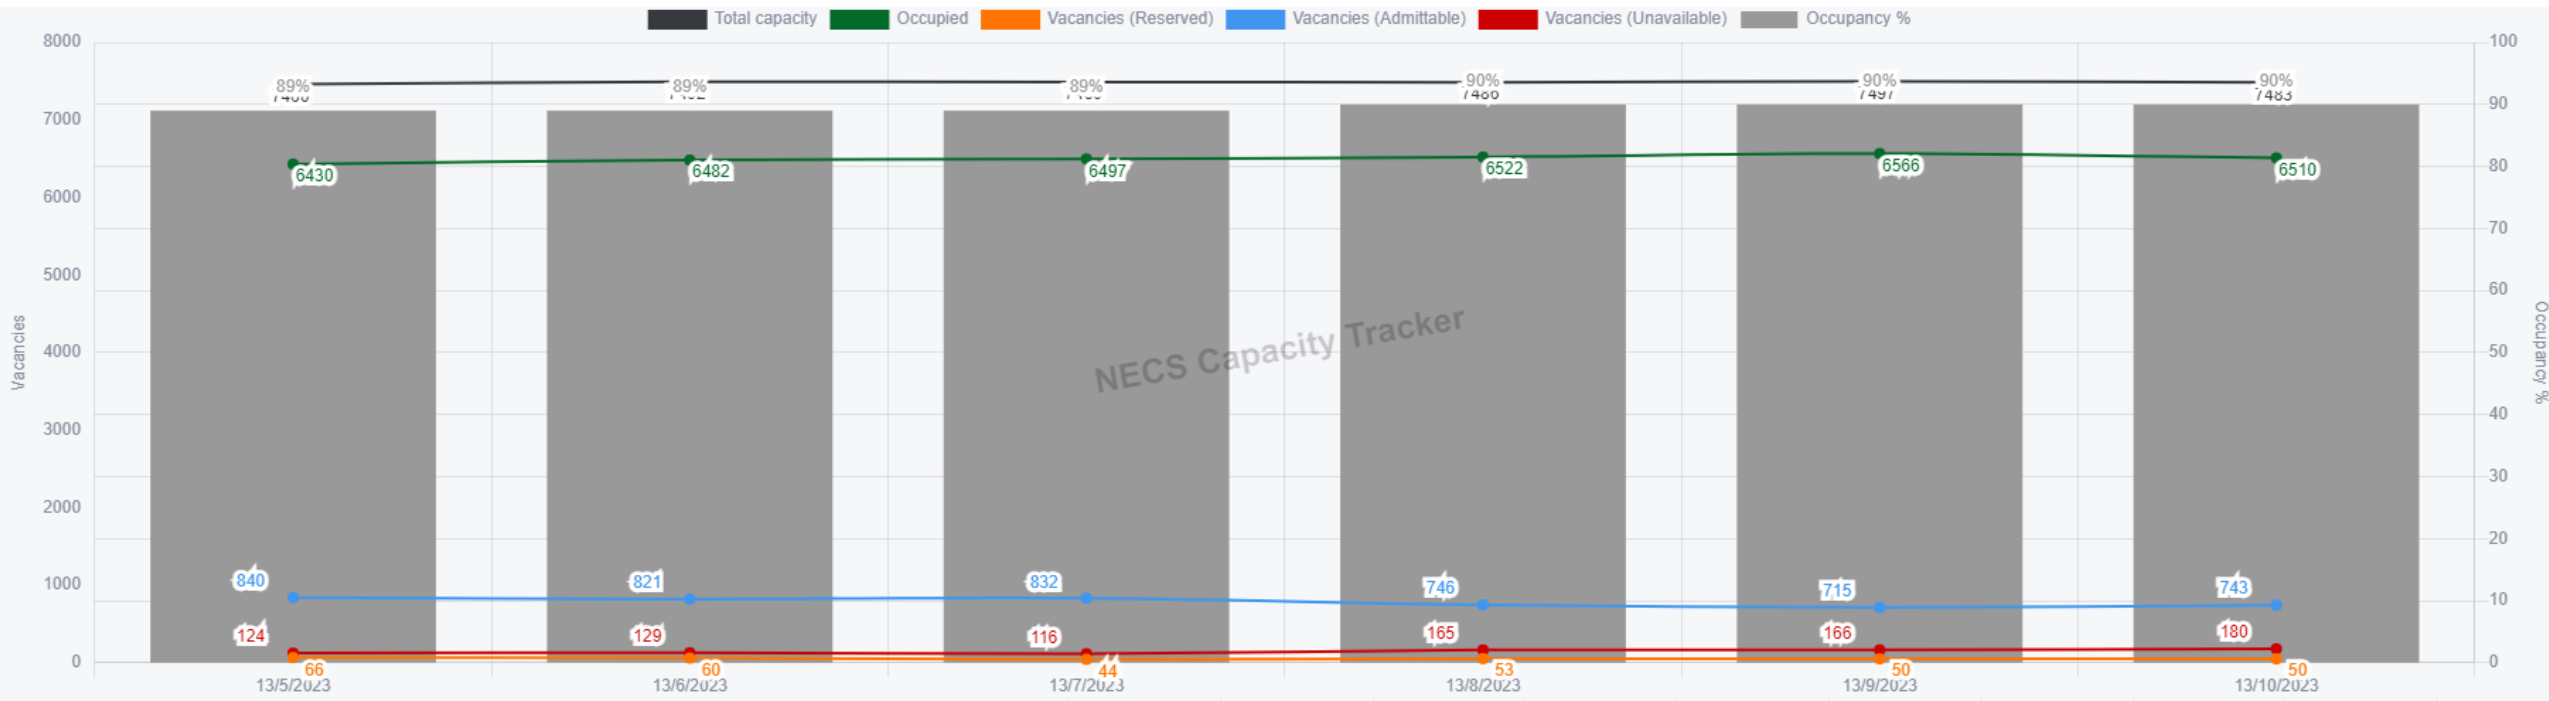 Total capacity Occupied Vacancies (Reserved) Vacancies (Admittable) Vacancies (Unavailable) Occupancy %
8000 100
89% 89% 89% 90% 90% 90%
7486 7497 7483
7000 90
6430 6482 6497 6522 6566 6510
80
6000
70
5000
60
Vacancies
Occupancy %
NECS Capacity Tracker
4000 50
3000 40
30
2000
20
1000
840 821 832 746 715 743
10
124 129 116 165 166 180
0 0
66 60 44 53 50 50
13/5/2023 13/6/2023 13/7/2023 13/8/2023 13/9/2023 13/10/2023